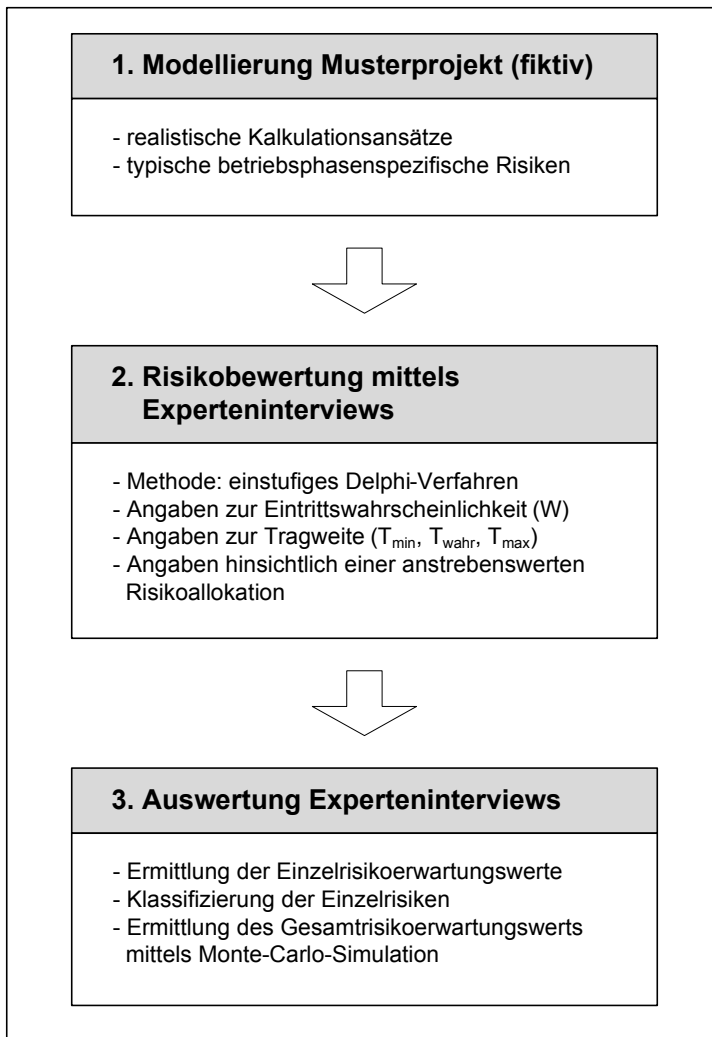 1. Modellierung Musterprojekt (fiktiv)
- realistische Kalkulationsansätze
- typische betriebsphasenspezifische Risiken
2. Risikobewertung mittels
Experteninterviews
- Methode: einstufiges Delphi-Verfahren
- Angaben zur Eintrittswahrscheinlichkeit (W)
- Angaben zur Tragweite (Tmin, Twahr, Tmax)
- Angaben hinsichtlich einer anstrebenswerten
Risikoallokation
3. Auswertung Experteninterviews
- Ermittlung der Einzelrisikoerwartungswerte
- Klassifizierung der Einzelrisiken
- Ermittlung des Gesamtrisikoerwartungswerts
mittels Monte-Carlo-Simulation